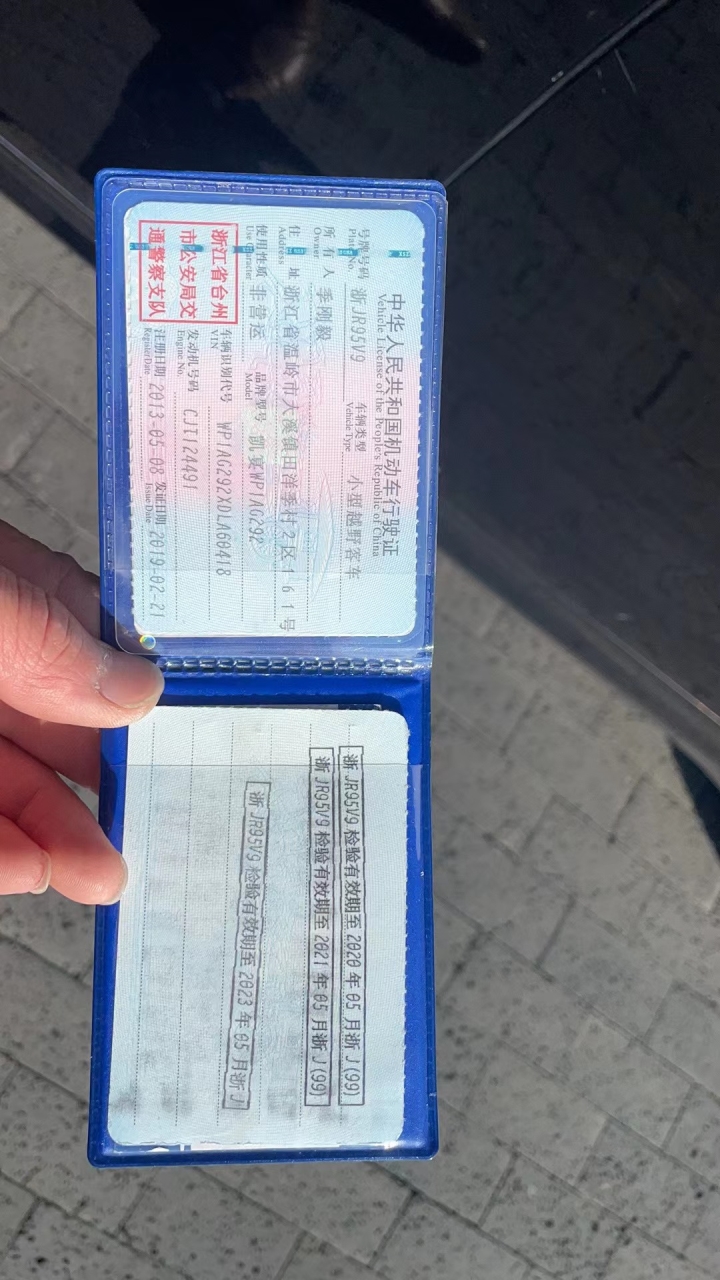 中华人民共和国机动车行驶证
Vehicle License of the People's Republic of China
号牌号码 浙JR95V9 车辆类型 小型越野客车
Plate No. Vehicle Type
所有人 李刚毅
Owner
住址 浙江省温岭市大溪镇田洋季村2区161号
Address
使用性质 非营运 品牌型号 凯宴WP1AG292
Use Character Model
浙江省台州
市公安局交
通警察支队
车辆识别代号 WP1AG292XDLA60418
VIN
发动机号码 CJT124491
Engine No.
注册日期 2013-05-08 发证日期 2019-02-21
Register Date Issue Date
浙JR95V9检验有效期至2020年05月浙J(99)
浙JR95V9检验有效期至2021年05月浙J(99)
浙JR95V9检验有效期至2023年05月浙J